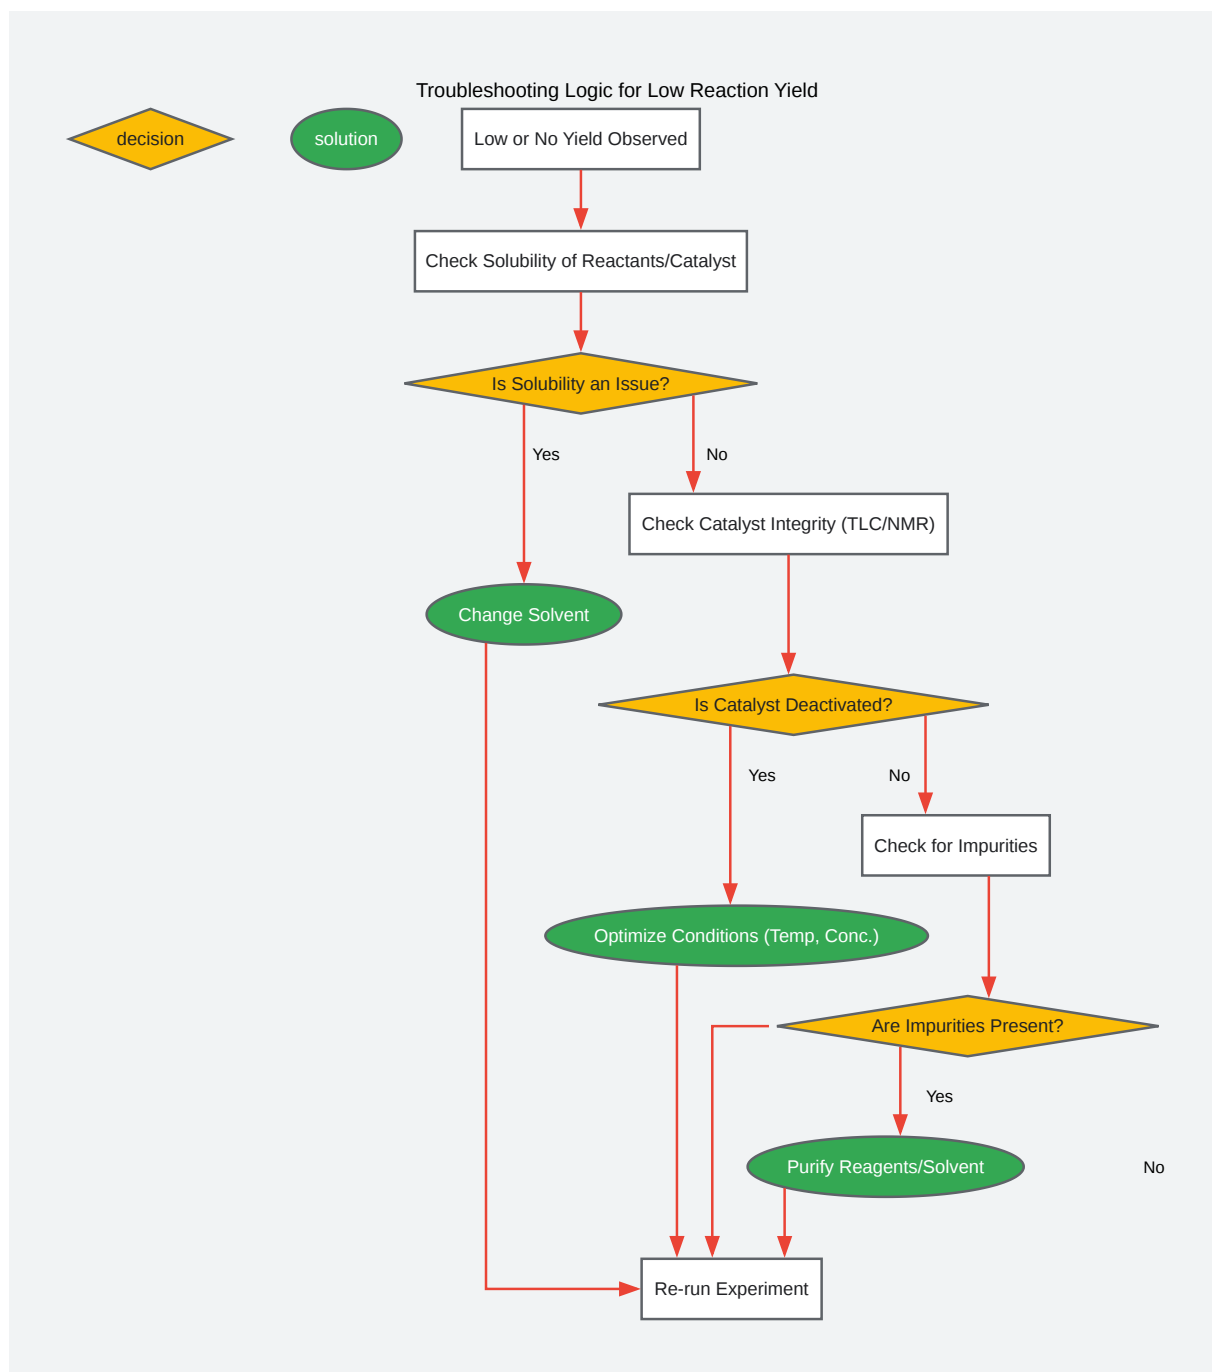 Troubleshooting Logic for Low Reaction Yield
decision
solution
Low or No Yield Observed
Check Solubility of Reactants/Catalyst
Is Solubility an Issue?
Yes
No
Check Catalyst Integrity (TLC/NMR)
Change Solvent
Is Catalyst Deactivated?
Yes
No
Check for Impurities
Optimize Conditions (Temp, Conc.)
Are Impurities Present?
Yes
Purify Reagents/Solvent
No
Re-run Experiment